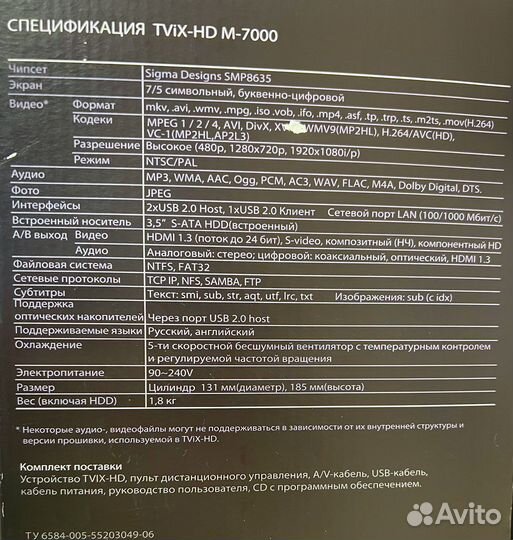 СПЕЦИФИКАЦИЯ TViX-HD M-7000
Чипсет Sigma Designs SMP8635
Экран 7/5 символьный, буквенно-цифровой
Видео* Формат mkv, .avi, .wmv, .mpg, .iso .vob, .ifo, .mp4, .asf, .tp, .trp, .ts, .m2ts, .mov(H.264)
Кодеки MPEG 1 / 2 / 4, AVI, DivX, WMV9(MP2HL), H.264/AVC(HD),
VC-1(MP2HL,AP2L3)
Разрешение Высокое (480p, 1280x720p, 1920x1080i/p)
Режим NTSC/PAL
Аудио MP3, WMA, AAC, Ogg, PCM, AC3, WAV, FLAC, M4A, Dolby Digital, DTS.
Фото JPEG
Интерфейсы 2xUSB 2.0 Host, 1xUSB 2.0 Клиент Сетевой порт LAN (100/1000 Мбит/с)
Встроенный носитель 3,5" S-ATA HDD(встроенный)
А/В выход Видео HDMI 1.3 (поток до 24 бит), S-video, композитный (НЧ), компонентный HD
Аудио Аналоговый: стерео; цифровой: коаксиальный, оптический, HDMI 1.3
Файловая система NTFS, FAT32
Сетевые протоколы TCP IP, NFS, SAMBA, FTP
Субтитры Текст: smi, sub, str, aqt, utf, lrc, txt Изображения: sub (с idx)
Поддержка
оптических накопителей Через порт USB 2.0 host
Поддерживаемые языки Русский, английский
Охлаждение 5-ти скоростной бесшумный вентилятор с температурным контролем
и регулируемой частотой вращения
Электропитание 90~240V
Размер Цилиндр 131 мм(диаметр), 185 мм(высота)
Вес (включая HDD) 1,8 кг
* Некоторые аудио-, видеофайлы могут не поддерживаться в зависимости от их внутренней структуры и
версии прошивки, используемой в TViX-HD.
Комплект поставки
Устройство TViX-HD, пульт дистанционного управления, A/V-кабель, USB-кабель,
кабель питания, руководство пользователя, CD с программным обеспечением.
ТУ 6584-005-55203049-06
Avito